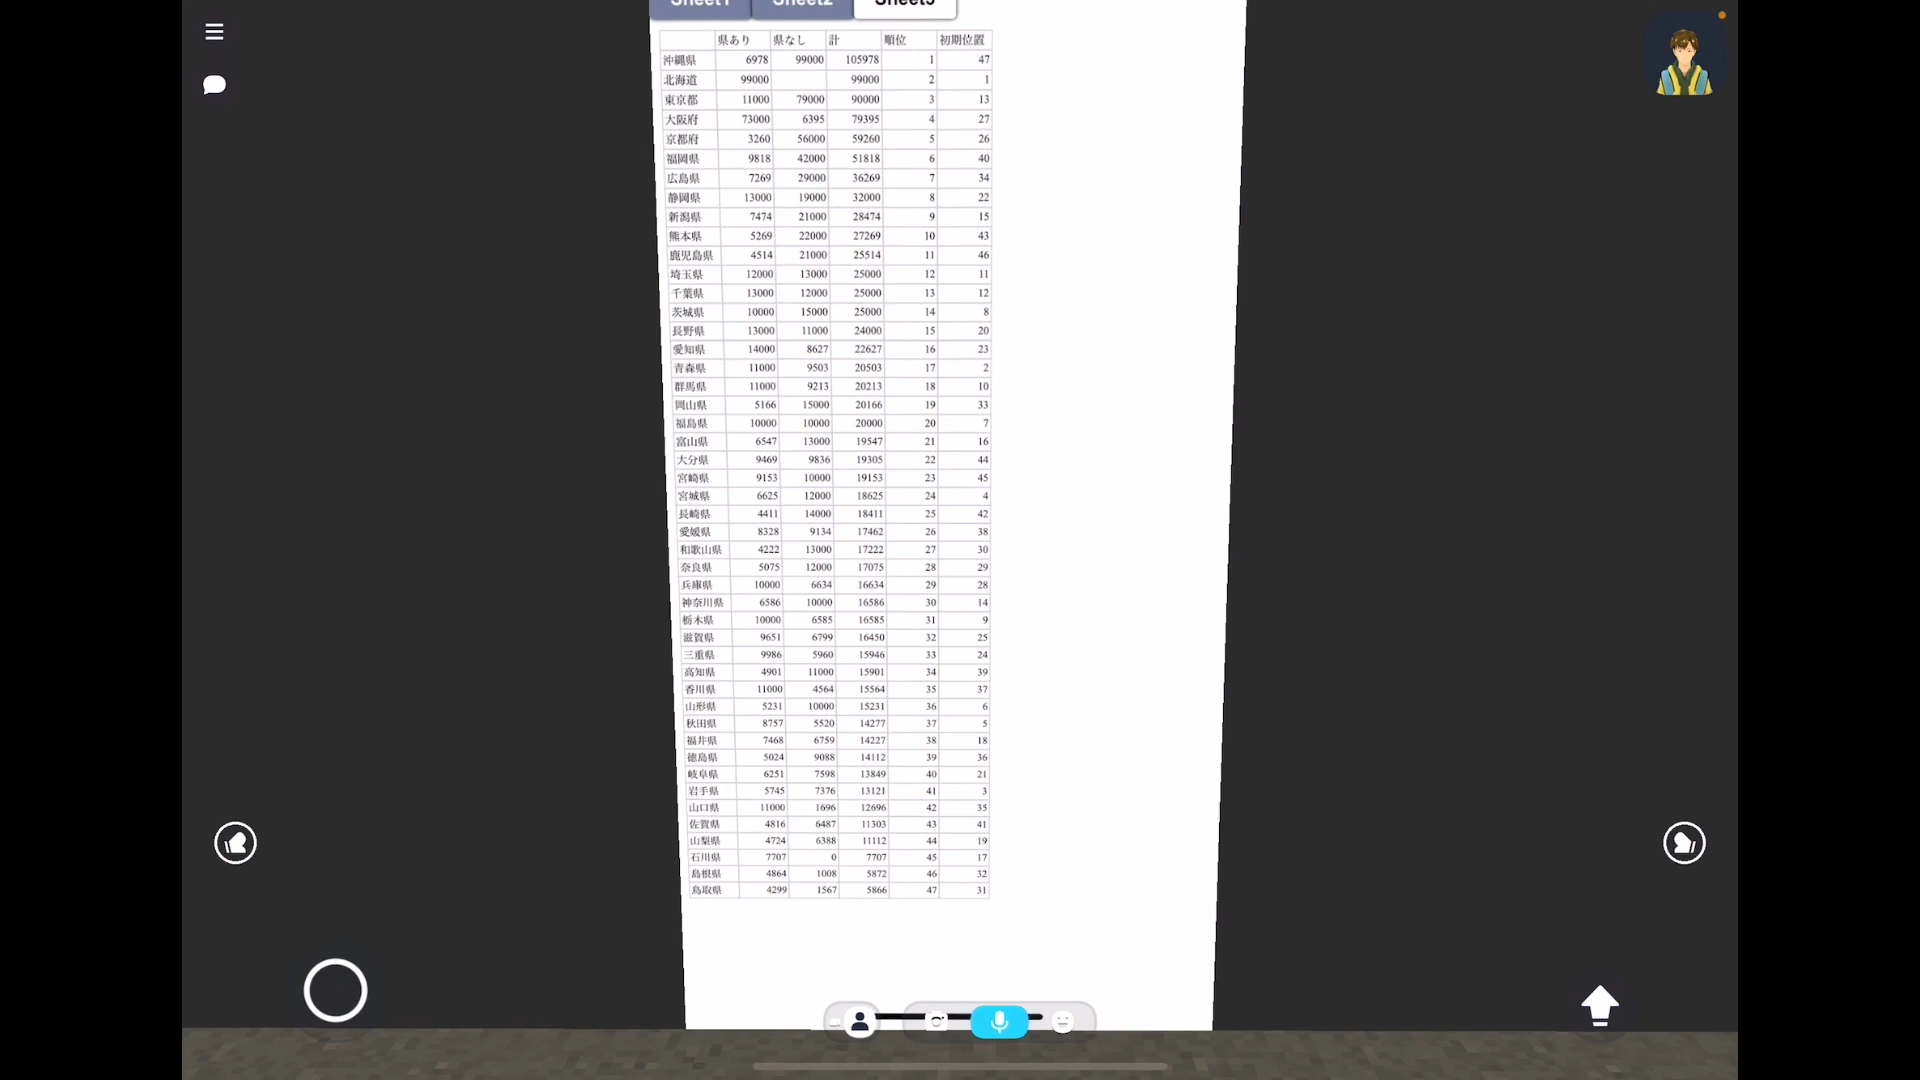 Sheet1 Sheet2 Sheet3
県あり 県なし 計 順位 初期位置
沖縄県 6978 99000 105978 1 47
北海道 99000 99000 2 1
東京都 11000 79000 90000 3 13
大阪府 73000 6395 79395 4 27
京都府 3260 56000 59260 5 26
福岡県 9818 42000 51818 6 40
広島県 7269 29000 36269 7 34
静岡県 13000 19000 32000 8 22
新潟県 7474 21000 28474 9 15
熊本県 5269 22000 27269 10 43
鹿児島県 4514 21000 25514 11 46
埼玉県 12000 13000 25000 12 11
千葉県 13000 12000 25000 13 12
茨城県 10000 15000 25000 14 8
長野県 13000 11000 24000 15 20
愛知県 14000 8627 22627 16 23
青森県 11000 9503 20503 17 2
群馬県 11000 9213 20213 18 10
岡山県 5166 15000 20166 19 33
福島県 10000 10000 20000 20 7
富山県 6547 13000 19547 21 16
大分県 9469 9836 19305 22 44
宮崎県 9153 10000 19153 23 45
宮城県 6625 12000 18625 24 4
長崎県 4411 14000 18411 25 42
愛媛県 8328 9134 17462 26 38
和歌山県 4222 13000 17222 27 30
奈良県 5075 12000 17075 28 29
兵庫県 10000 6634 16634 29 28
神奈川県 6586 10000 16586 30 14
栃木県 10000 6585 16585 31 9
滋賀県 9651 6799 16450 32 25
三重県 9986 5960 15946 33 24
高知県 4901 11000 15901 34 39
香川県 11000 4564 15564 35 37
山形県 5231 10000 15231 36 6
秋田県 8757 5520 14277 37 5
福井県 7468 6759 14227 38 18
徳島県 5024 9088 14112 39 36
岐阜県 6251 7598 13849 40 21
岩手県 5745 7376 13121 41 3
山口県 11000 1696 12696 42 35
佐賀県 4816 6487 11303 43 41
山梨県 4724 6388 11112 44 19
石川県 7707 0 7707 45 17
島根県 4864 1008 5872 46 32
鳥取県 4299 1567 5866 47 31